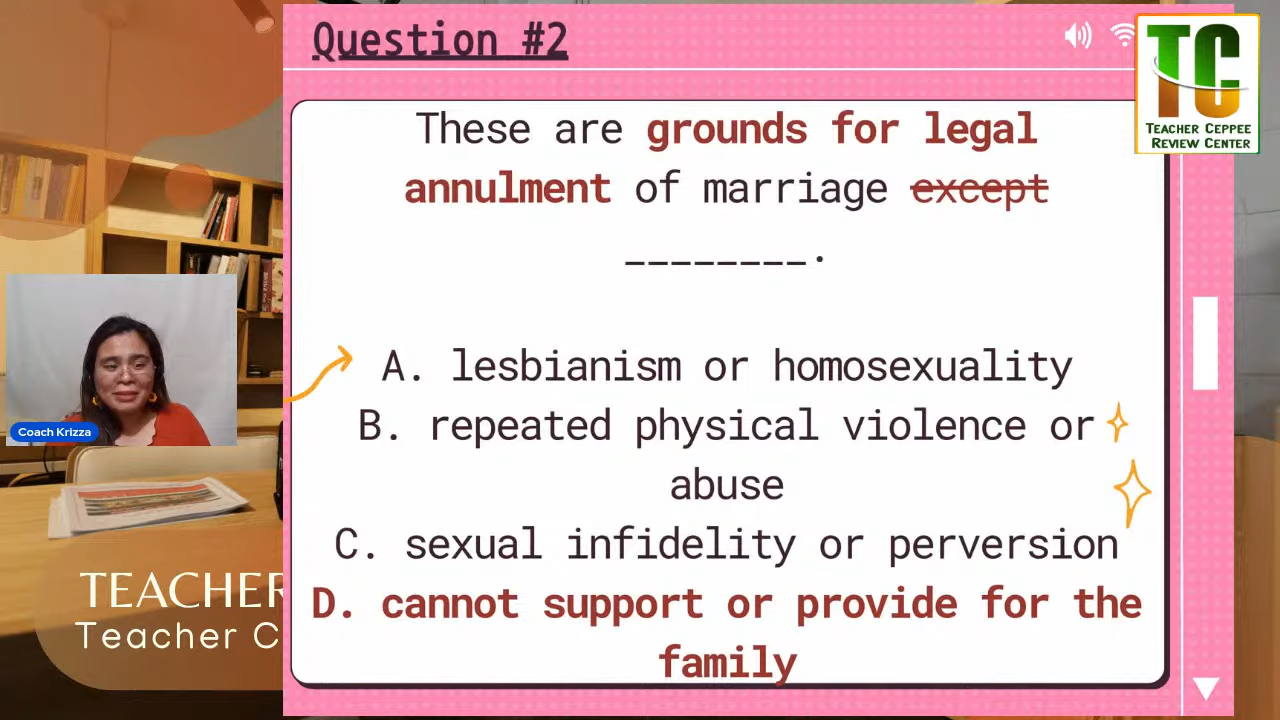 Question #2
TC
TEACHER CEPPEE
REVIEW CENTER
These are grounds for legal
annulment of marriage except
________.
A. lesbianism or homosexuality
B. repeated physical violence or
abuse
C. sexual infidelity or perversion
D. cannot support or provide for the
family
Coach Krizza
TEACHER
Teacher C